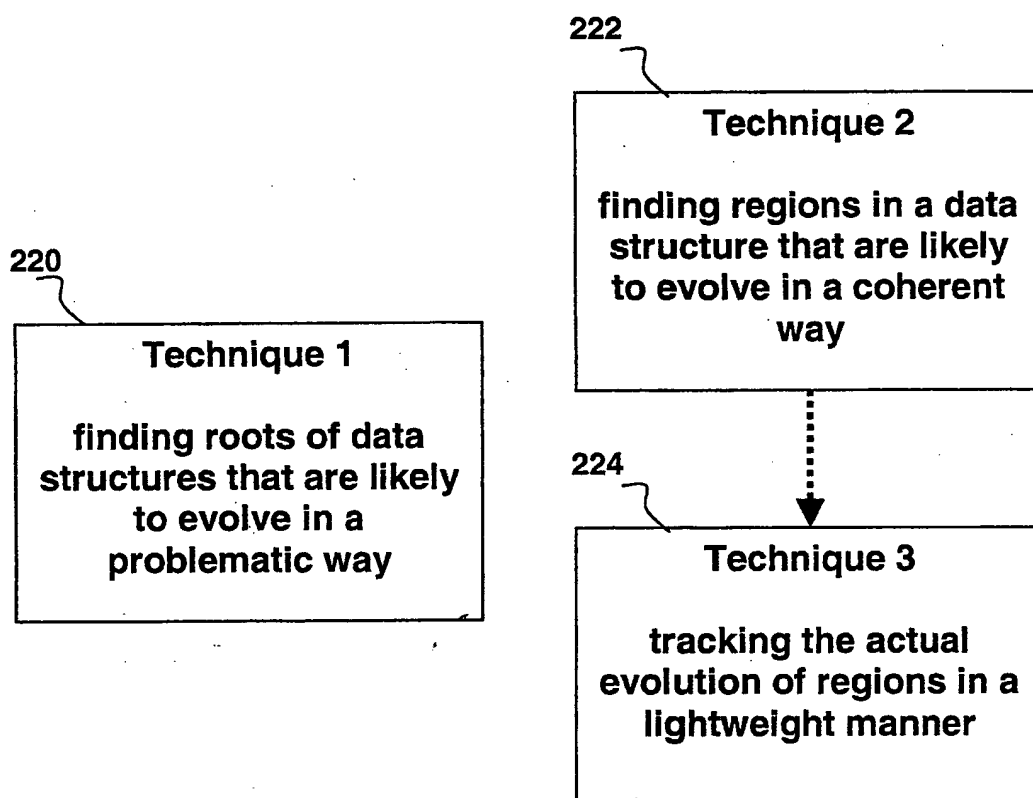 220
Technique 1
finding roots of data
structures that are likely
to evolve in a
problematic way
222
Technique 2
finding regions in a data
structure that are likely
to evolve in a coherent
way
224
Technique 3
tracking the actual
evolution of regions in a
lightweight manner